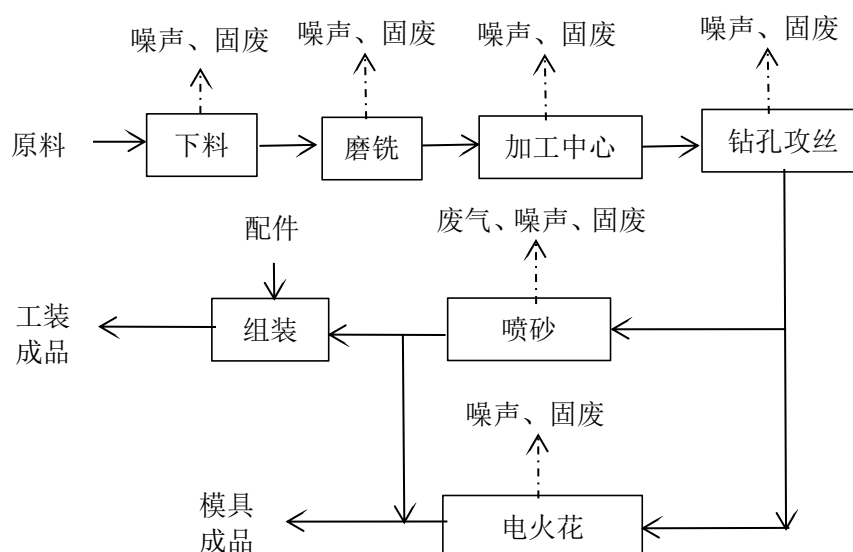 噪声、固废
噪声、固废
噪声、固废
噪声、固废
原料
下料
磨铣
加工中心
钻孔攻丝
配件
废气、噪声、固废
工装
成品
组装
喷砂
噪声、固废
模具
成品
电火花